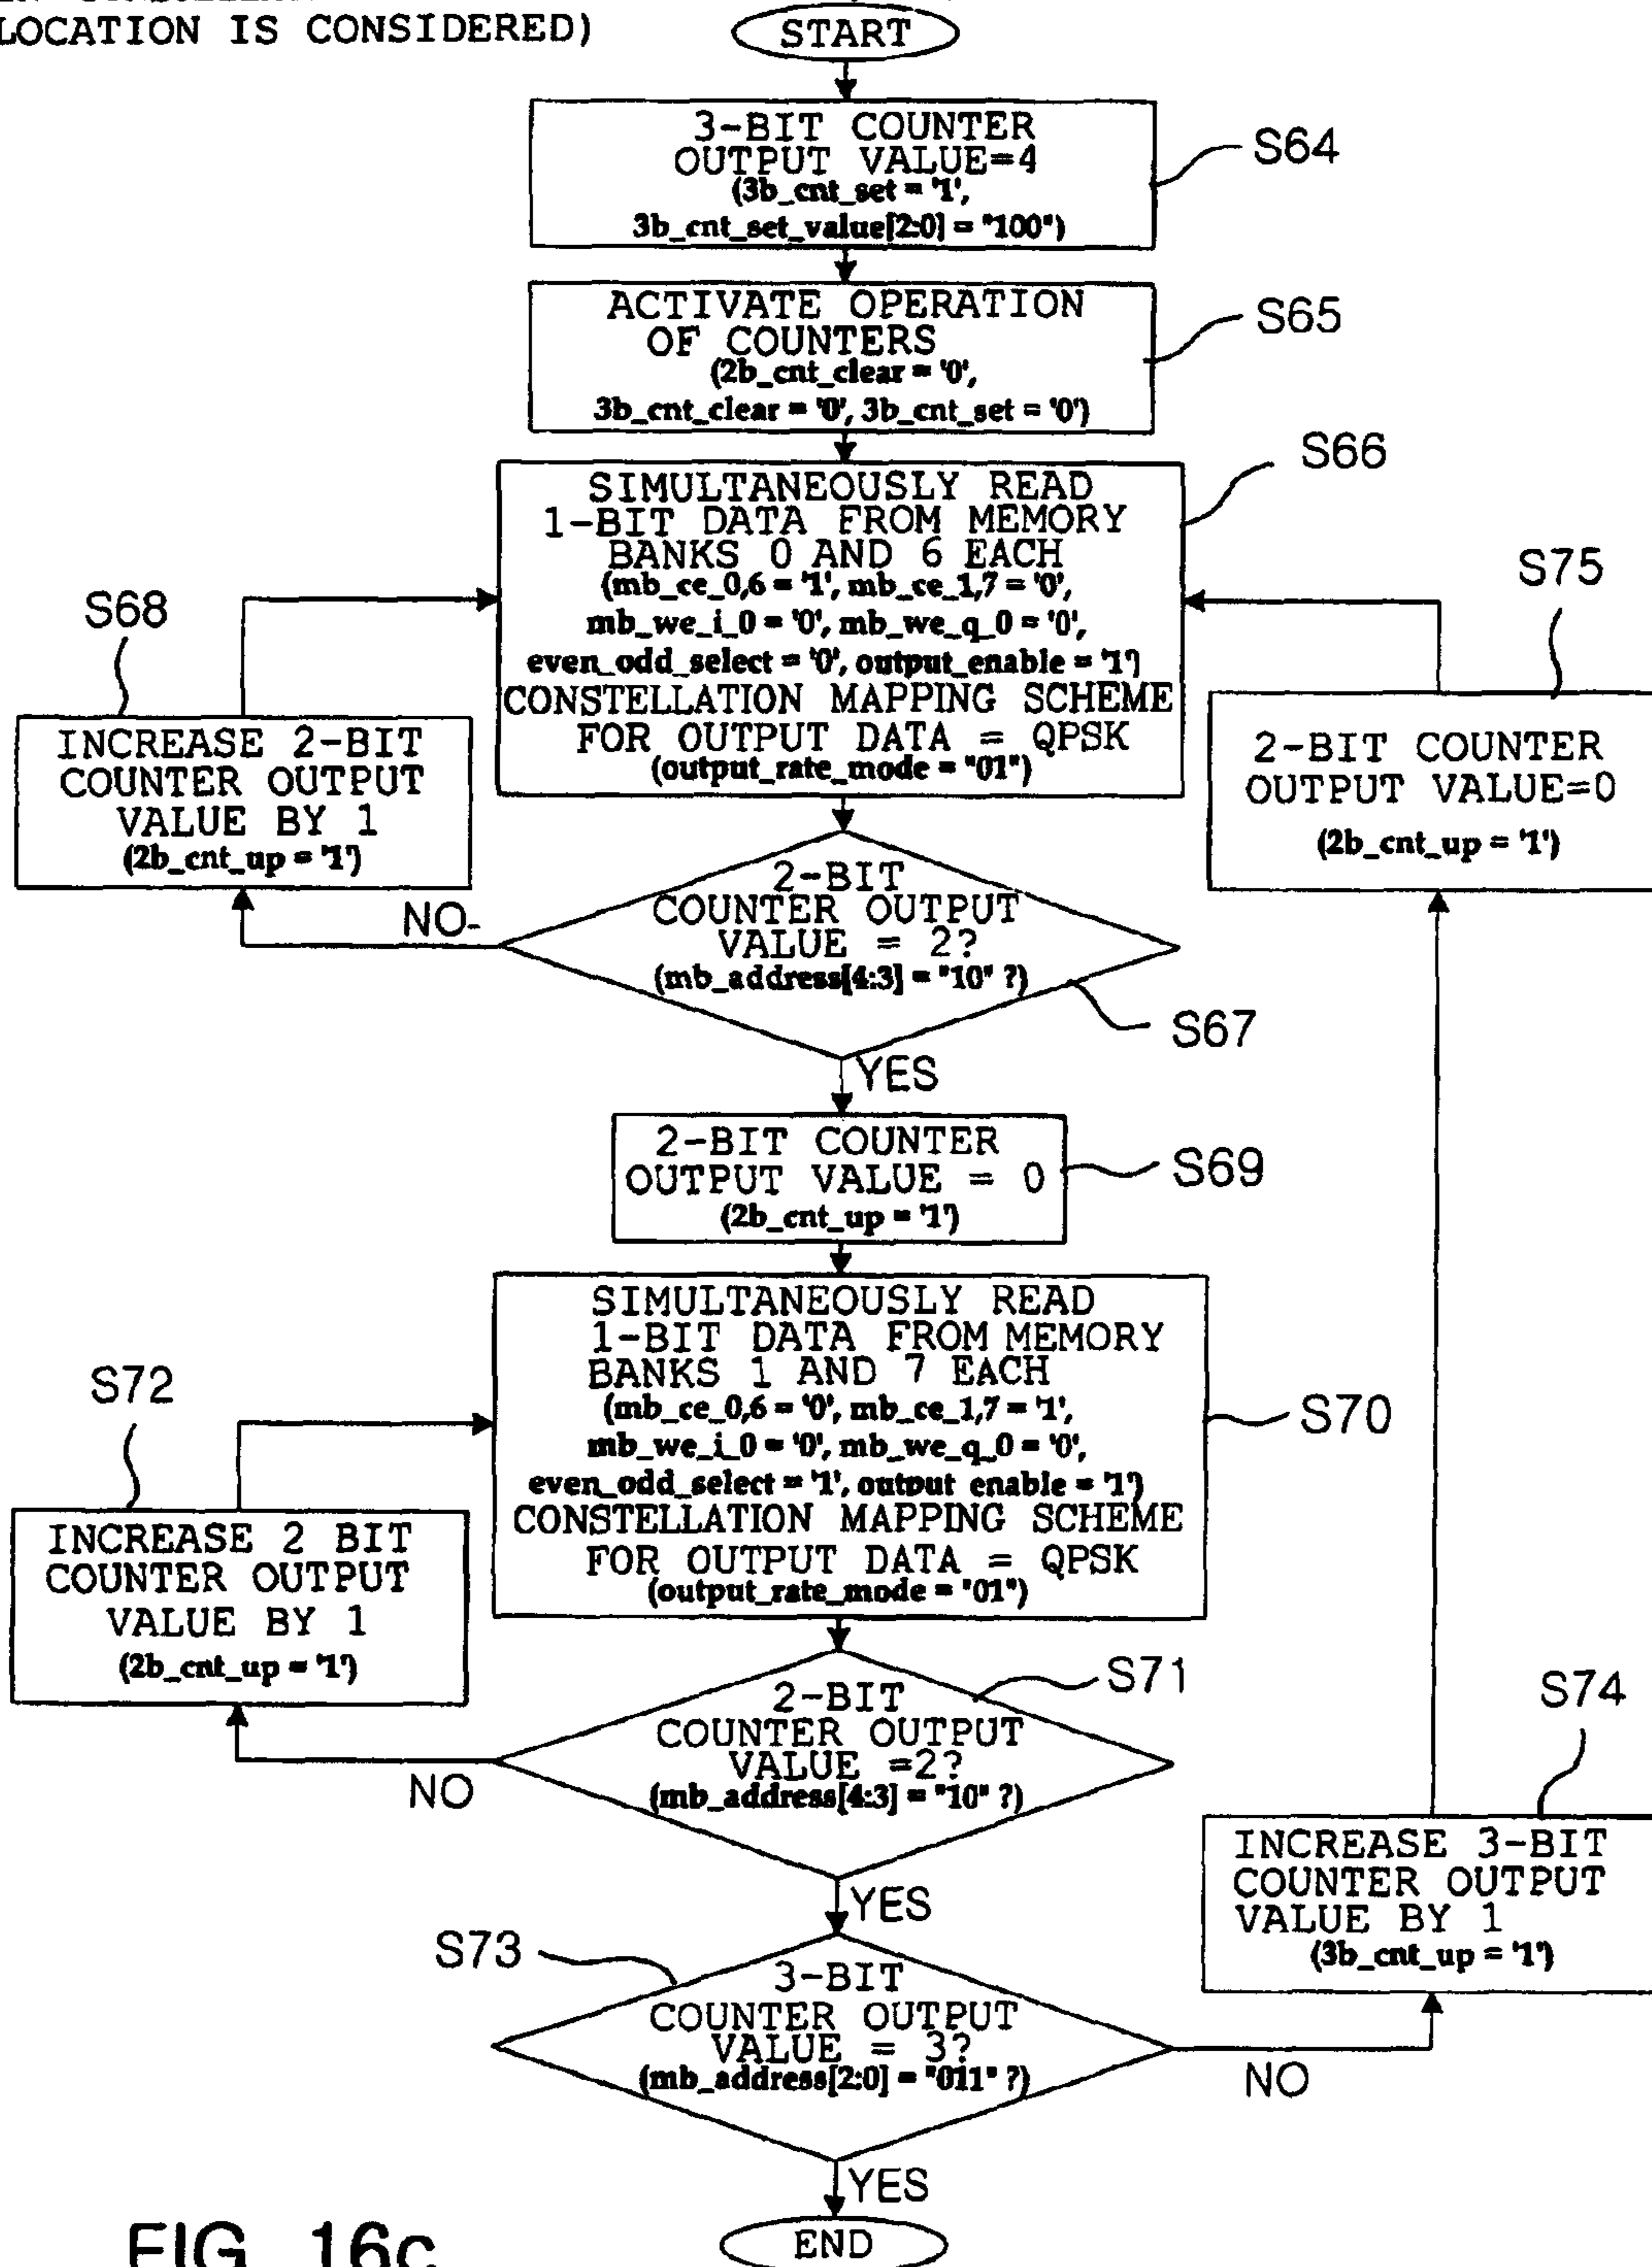 LOCATION IS CONSIDERED)
START
3-BIT COUNTER
OUTPUT VALUE=4
(3b_cnt_set = '1',
3b_cnt_set_value[2:0] = "100")
S64
ACTIVATE OPERATION
OF COUNTERS
(2b_cnt_clear = '0',
3b_cnt_clear = '0', 3b_cnt_set = '0')
S65
SIMULTANEOUSLY READ
1-BIT DATA FROM MEMORY
BANKS 0 AND 6 EACH
(mb_ce_0,6 = '1', mb_ce_1,7 = '0',
mb_we_i_0 = '0', mb_we_q_0 = '0',
even_odd_select = '0', output_enable = '1')
CONSTELLATION MAPPING SCHEME
FOR OUTPUT DATA = QPSK
(output_rate_mode = "01")
S66
S68
INCREASE 2-BIT
COUNTER OUTPUT
VALUE BY 1
(2b_cnt_up = '1')
S75
2-BIT COUNTER
OUTPUT VALUE=0
(2b_cnt_up = '1')
NO-
2-BIT
COUNTER OUTPUT
VALUE = 2?
(mb_address[4:3] = "10" ?)
S67
YES
2-BIT COUNTER
OUTPUT VALUE = 0
(2b_cnt_up = '1')
S69
SIMULTANEOUSLY READ
1-BIT DATA FROM MEMORY
BANKS 1 AND 7 EACH
(mb_ce_0,6 = '0', mb_ce_1,7 = '1',
mb_we_i_0 = '0', mb_we_q_0 = '0',
even_odd_select = '1', output_enable = '1')
CONSTELLATION MAPPING SCHEME
FOR OUTPUT DATA = QPSK
(output_rate_mode = "01")
S70
S72
INCREASE 2 BIT
COUNTER OUTPUT
VALUE BY 1
(2b_cnt_up = '1')
NO
2-BIT
COUNTER OUTPUT
VALUE =2?
(mb_address[4:3] = "10" ?)
S71
YES
S74
INCREASE 3-BIT
COUNTER OUTPUT
VALUE BY 1
(3b_cnt_up = '1')
S73
3-BIT
COUNTER OUTPUT
VALUE = 3?
(mb_address[2:0] = "011" ?)
NO
YES
END
FIG. 16c